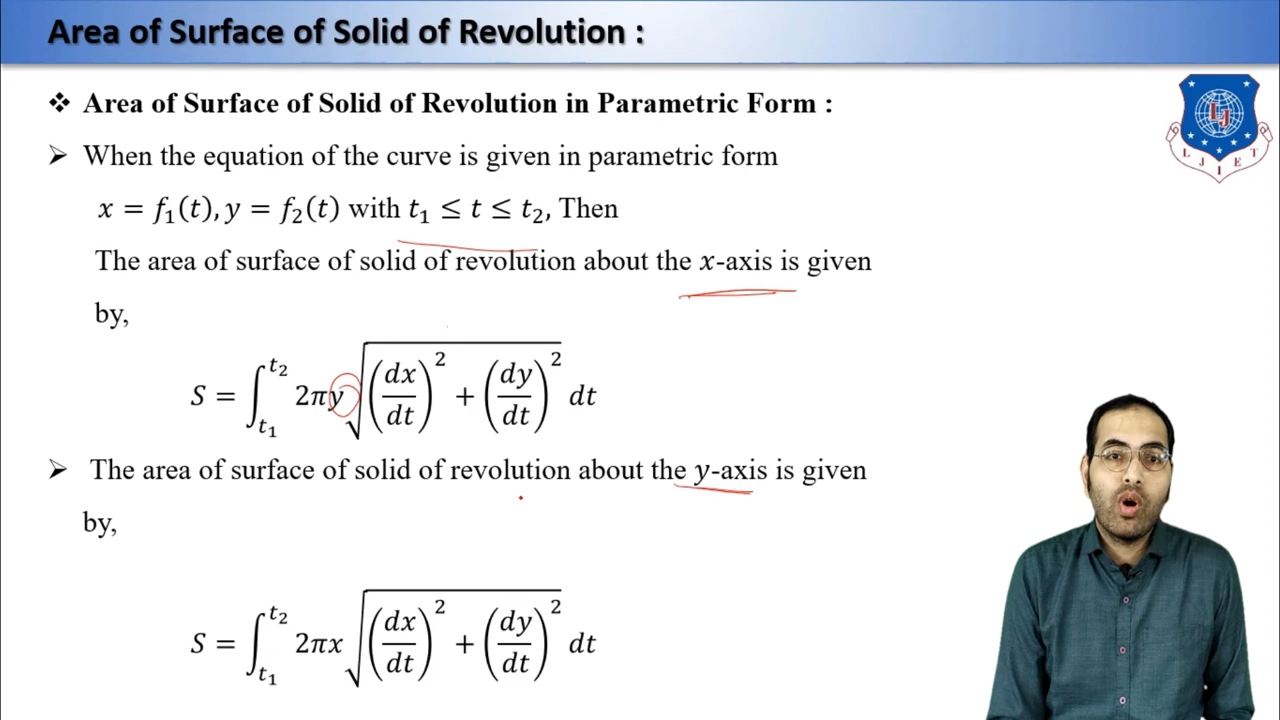 Area of Surface of Solid of Revolution :
❖ Area of Surface of Solid of Revolution in Parametric Form :
➢ When the equation of the curve is given in parametric form
x = f₁(t), y = f₂(t) with t₁ ≤ t ≤ t₂, Then
The area of surface of solid of revolution about the x-axis is given
by,
S = ∫_{t₁}^{t₂} 2πy √((dx/dt)² + (dy/dt)²) dt
➢ The area of surface of solid of revolution about the y-axis is given
by,
S = ∫_{t₁}^{t₂} 2πx √((dx/dt)² + (dy/dt)²) dt
LJ
L J I E T